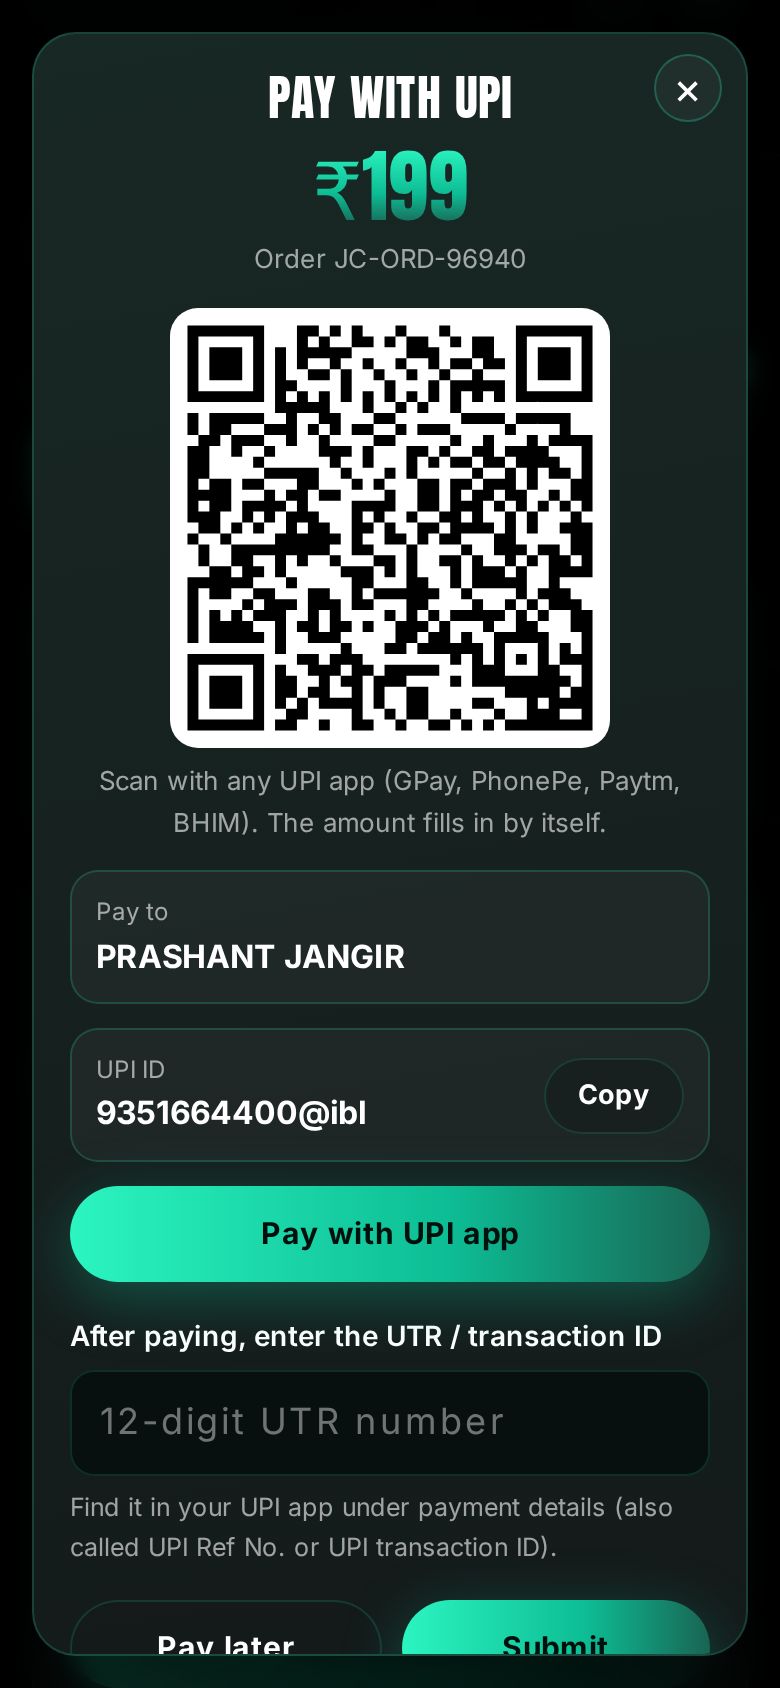 PAY WITH UPI
₹199
Order JC-ORD-96940
Scan with any UPI app (GPay, PhonePe, Paytm,
BHIM). The amount fills in by itself.
Pay to
PRASHANT JANGIR
UPI ID
9351664400@ibl
Copy
Pay with UPI app
After paying, enter the UTR / transaction ID
12-digit UTR number
Find it in your UPI app under payment details (also
called UPI Ref No. or UPI transaction ID).
Pay later
Submit